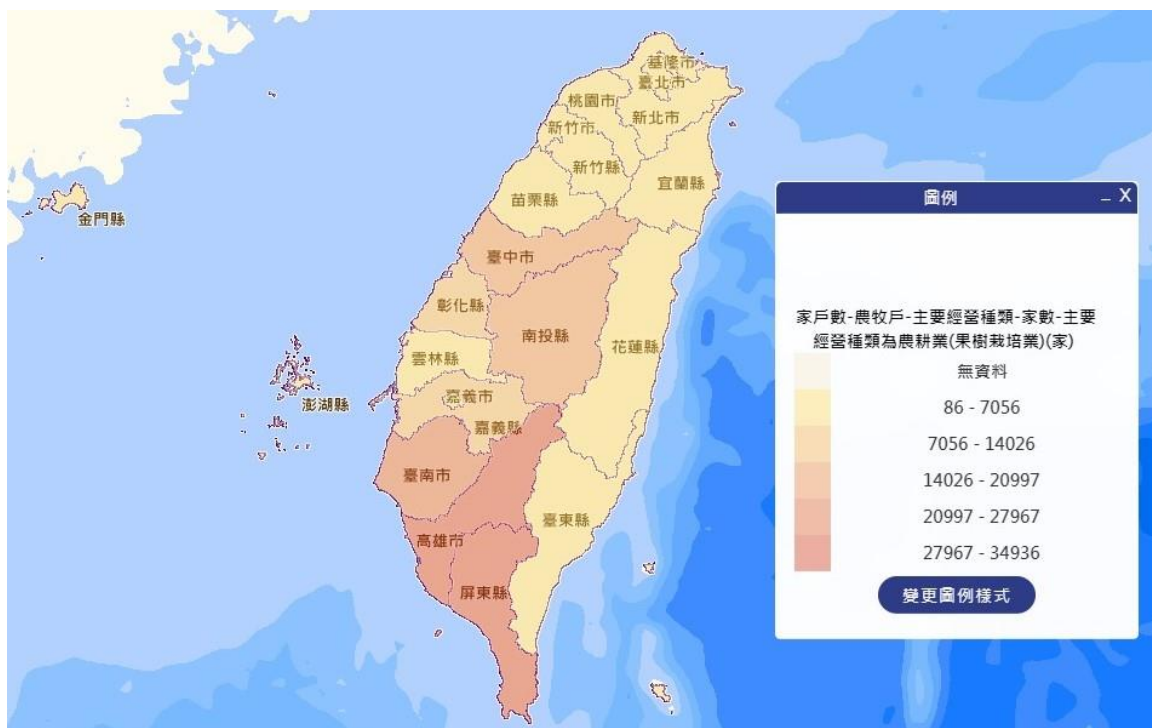 基隆市
臺北市
桃園市
新北市
新竹市
新竹縣
宜蘭縣
苗栗縣
金門縣
臺中市
彰化縣
南投縣
花蓮縣
雲林縣
嘉義市
澎湖縣
嘉義縣
臺南市
臺東縣
高雄市
屏東縣
圖例
_ X
家戶數-農牧戶-主要經營種類-家數-主要
經營種類為農耕業(果樹栽培業)(家)
無資料
86 - 7056
7056 - 14026
14026 - 20997
20997 - 27967
27967 - 34936
變更圖例樣式